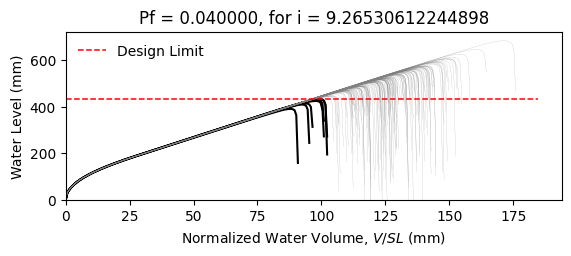 Pf = 0.040000, for i = 9.26530612244898
Design Limit
Water Level (mm)
600
400
200
0
0 25 50 75 100 125 150 175
Normalized Water Volume, V/SL (mm)